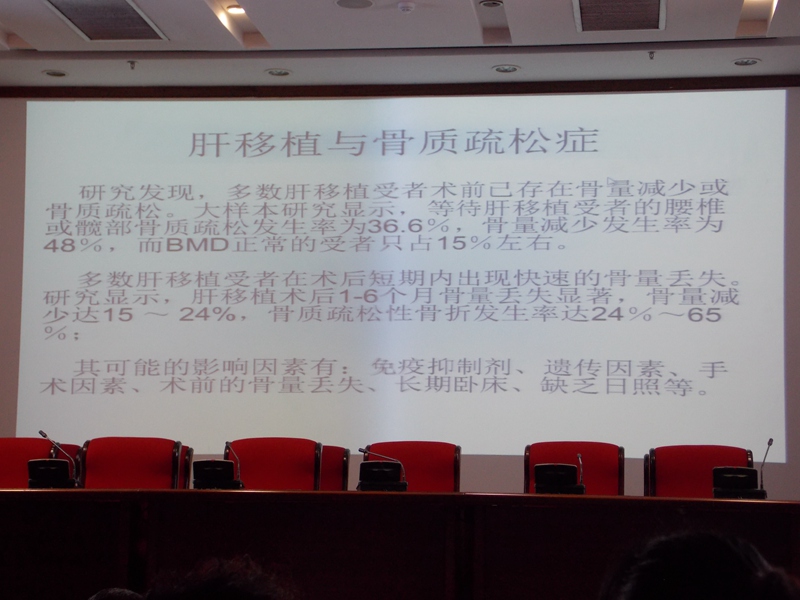 肝移植与骨质疏松症
研究发现，多数肝移植受者术前已存在骨量减少或
骨质疏松。大样本研究显示，等待肝移植受者的腰椎
或髋部骨质疏松发生率为36.6%，骨量减少发生率为
48%，而BMD正常的受者只占15%左右。
多数肝移植受者在术后短期内出现快速的骨量丢失。
研究显示，肝移植术后1-6个月骨量丢失显著，骨量减
少达15 ～ 24%，骨质疏松性骨折发生率达24%～65
%；
其可能的影响因素有：免疫抑制剂、遗传因素、手
术因素、术前的骨量丢失、长期卧床、缺乏日照等。